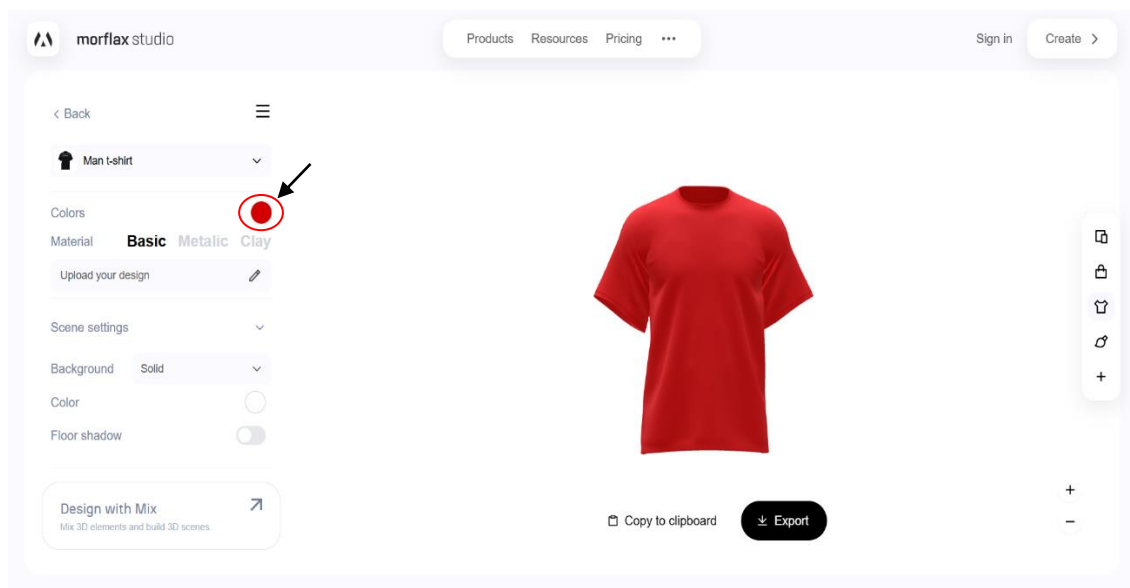 morflax studio
Products Resources Pricing •••
Sign in
Create >
< Back
Man t-shirt
Colors
Material Basic Metalic Clay
Upload your design
Scene settings
Background Solid
Color
Floor shadow
Design with Mix
Mix 3D elements and build 3D scenes
Copy to clipboard
Export